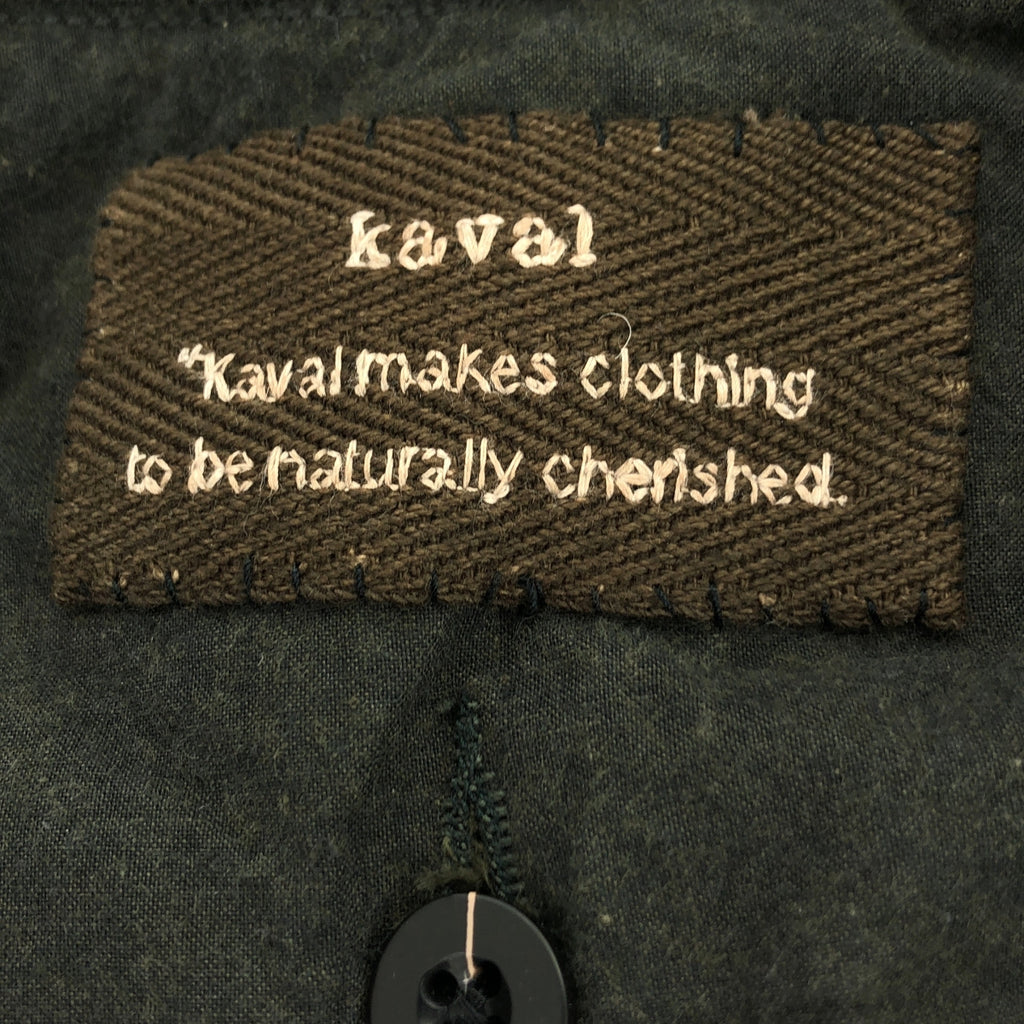 kaval
"Kaval makes clothing
to be naturally cherished.